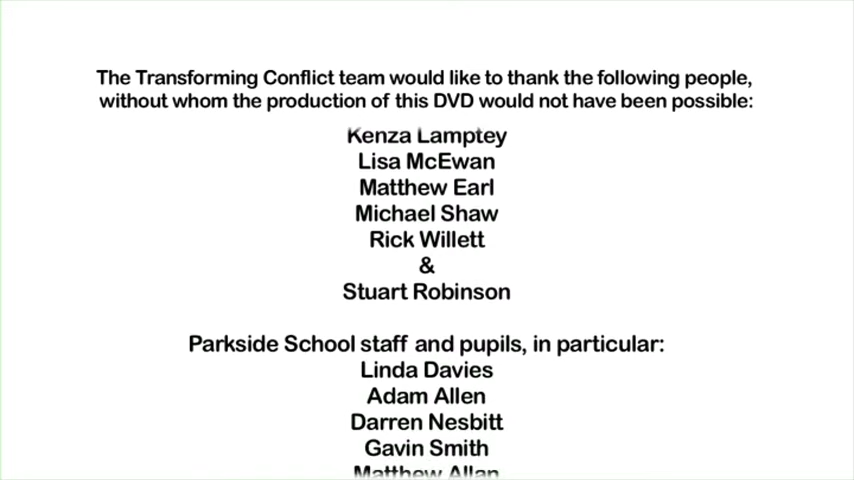 The Transforming Conflict team would like to thank the following people,
without whom the production of this DVD would not have been possible:
Kenza Lamptey
Lisa McEwan
Matthew Earl
Michael Shaw
Rick Willett
&
Stuart Robinson
Parkside School staff and pupils, in particular:
Linda Davies
Adam Allen
Darren Nesbitt
Gavin Smith
Matthew Allan